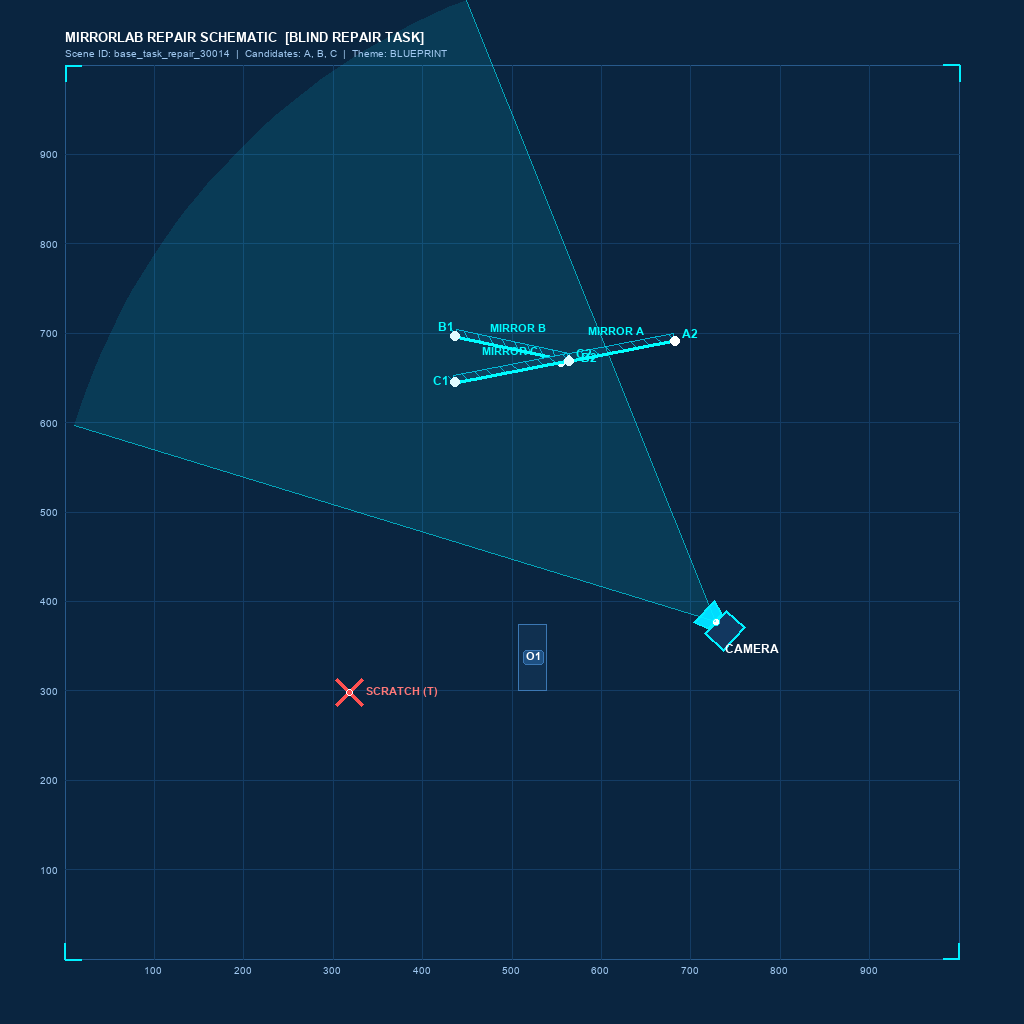 MIRRORLAB REPAIR SCHEMATIC [BLIND REPAIR TASK]
Scene ID: base_task_repair_30014 | Candidates: A, B, C | Theme: BLUEPRINT
900
800
700
600
500
400
300
200
100
B1
MIRROR B
MIRROR A
A2
MIRROR C
C2
B2
C1
CAMERA
O1
SCRATCH (T)
100
200
300
400
500
600
700
800
900